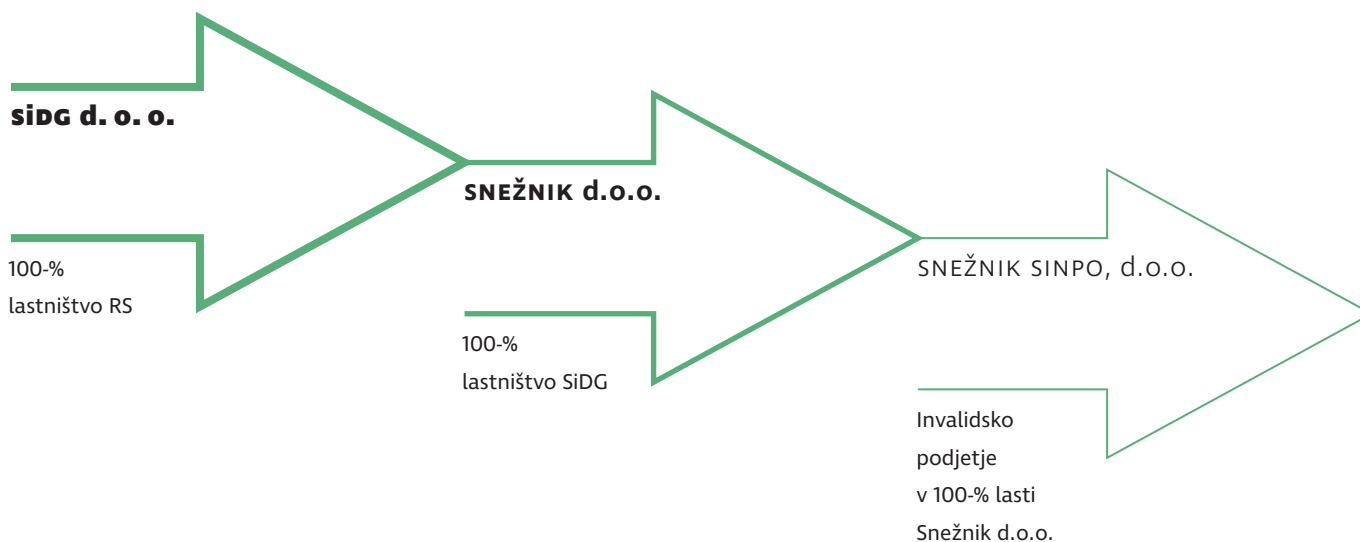 SiDG d. o. o.
100-%
lastništvo RS
SNEŽNIK d.o.o.
100-%
lastništvo SiDG
SNEŽNIK SINPO, d.o.o.
Invalidsko
podjetje
v 100-% lasti
Snežnik d.o.o.